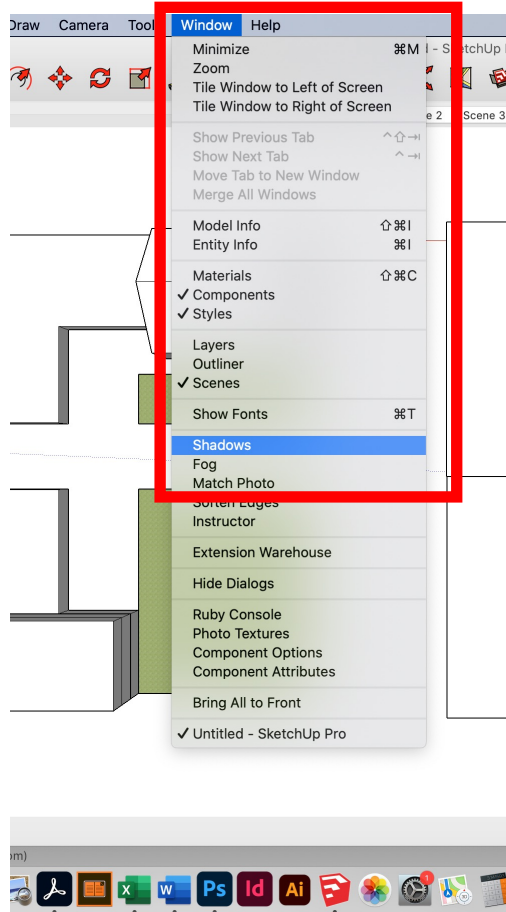 Draw Camera Tool Window Help
Minimize ⌘M
SketchUp
Zoom
Tile Window to Left of Screen
Tile Window to Right of Screen
e 2 Scene 3
Show Previous Tab ⌃⇧⇥
Show Next Tab ⌃⇥
Move Tab to New Window
Merge All Windows
Model Info ⇧⌘I
Entity Info ⌘I
Materials ⇧⌘C
✓ Components
✓ Styles
Layers
Outliner
✓ Scenes
Show Fonts ⌘T
Shadows
Fog
Match Photo
Soften Edges
Instructor
Extension Warehouse
Hide Dialogs
Ruby Console
Photo Textures
Component Options
Component Attributes
Bring All to Front
✓ Untitled - SketchUp Pro
om)
X W Ps Id Ai 1